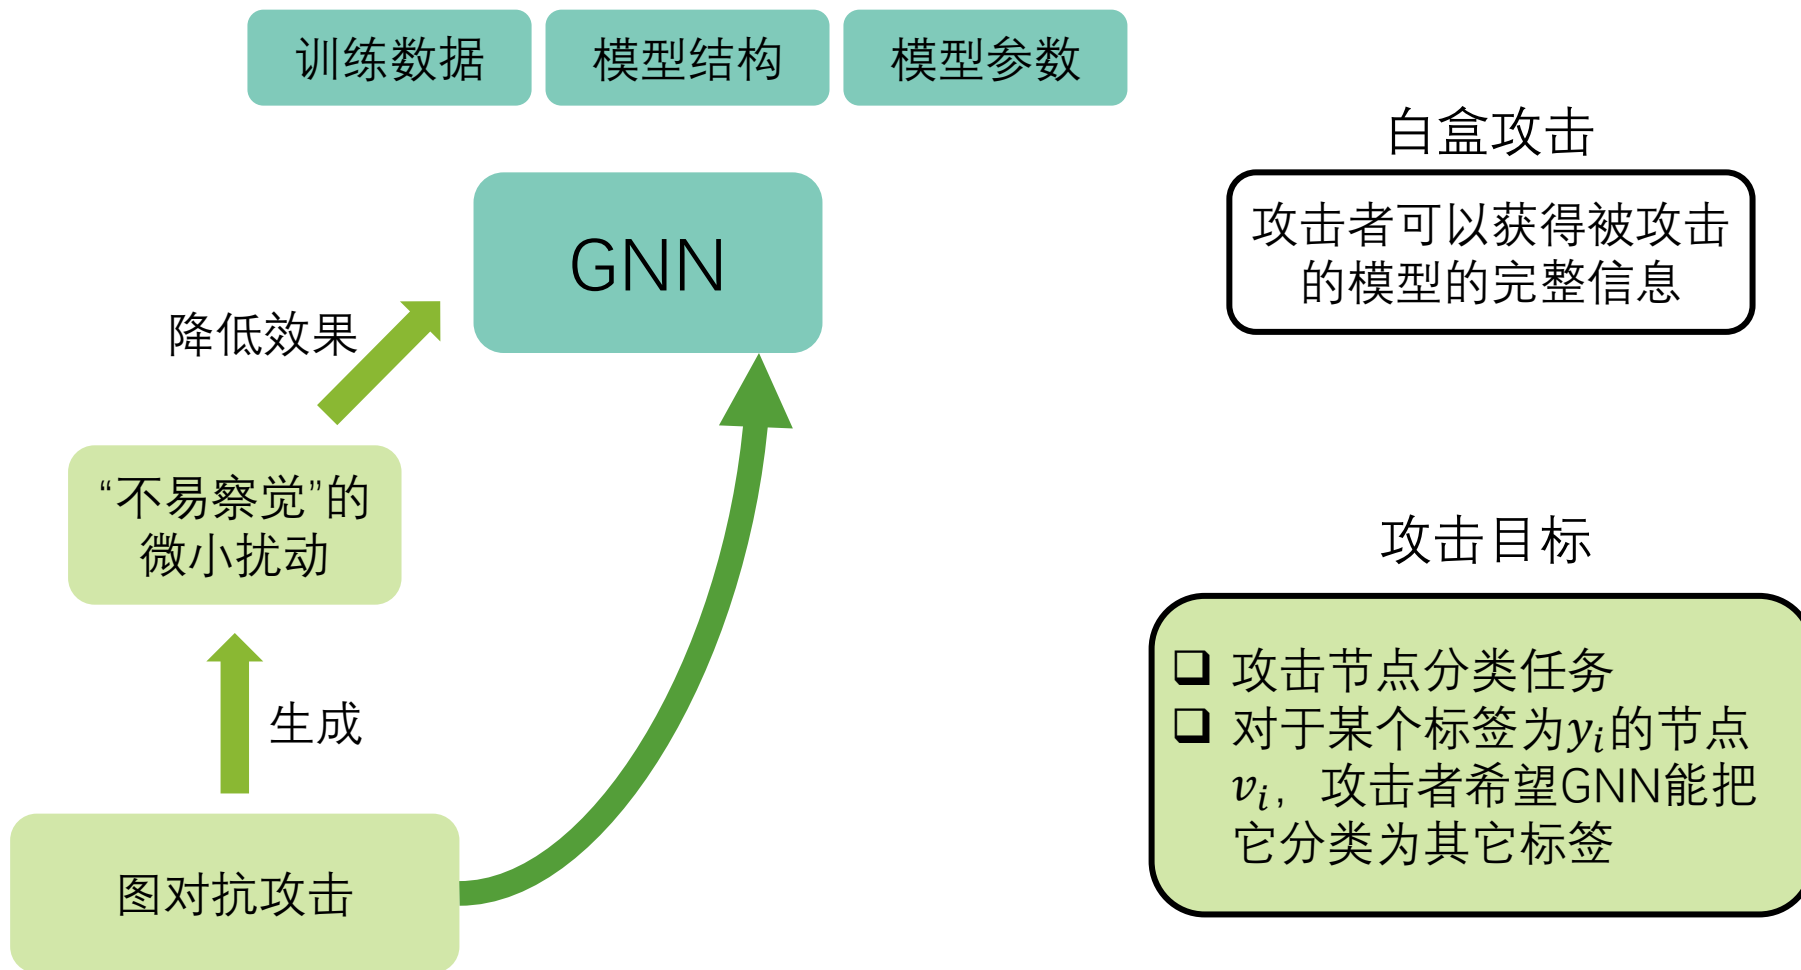 训练数据
模型结构
模型参数
白盒攻击
攻击者可以获得被攻击
的模型的完整信息
GNN
降低效果
“不易察觉”的
微小扰动
生成
图对抗攻击
攻击目标
❑ 攻击节点分类任务
❑ 对于某个标签为yᵢ的节点
vᵢ，攻击者希望GNN能把
它分类为其它标签